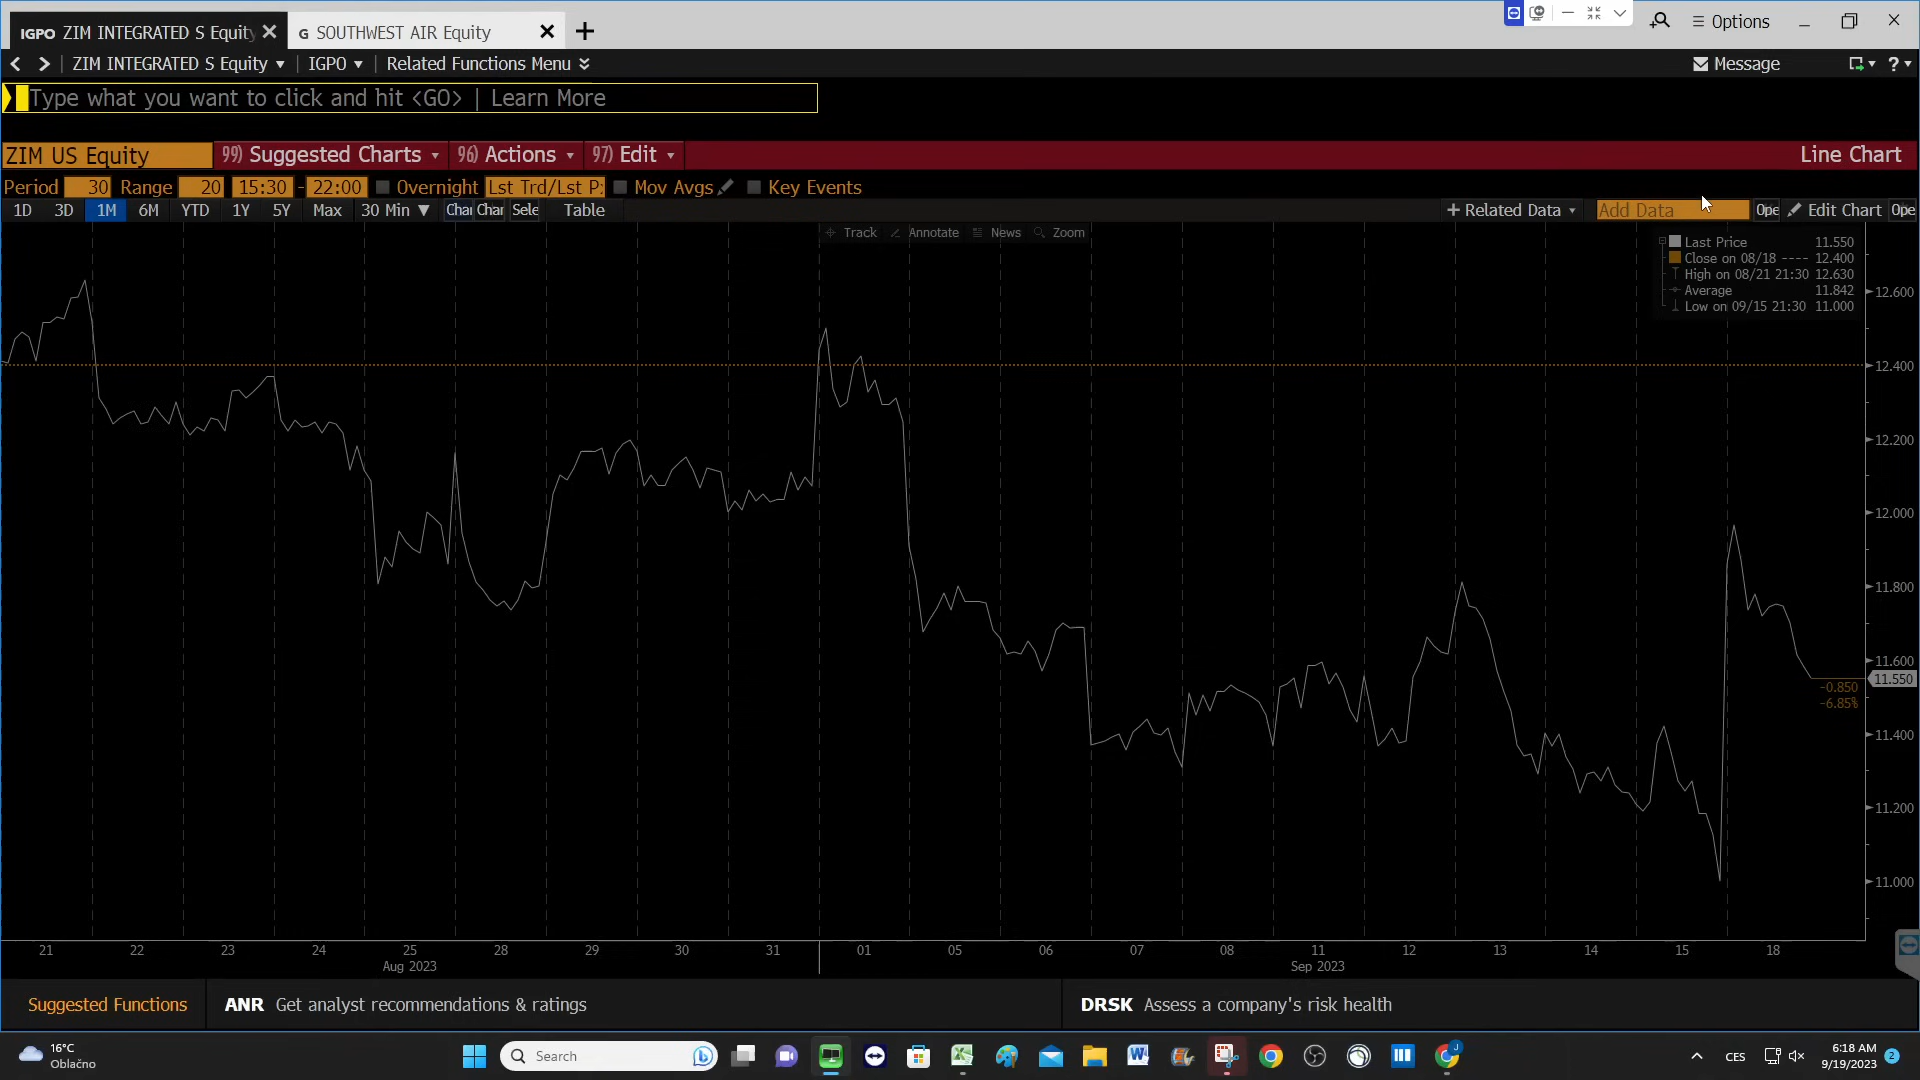 IGPO ZIM INTEGRATED S Equity
G SOUTHWEST AIR Equity
Options
ZIM INTEGRATED S Equity
IGPO
Related Functions Menu
Message
?
Type what you want to click and hit <GO> | Learn More
ZIM US Equity
99) Suggested Charts
96) Actions
97) Edit
Line Chart
Period 30 Range 20 15:30 - 22:00 Overnight Lst Trd/Lst Mov Avgs Key Events
1D 3D 1M 6M YTD 1Y 5Y Max 30 Min Char Char Sele Table
+ Related Data Add Data Ope Edit Chart Ope
Track Annotate News Zoom
Last Price 11.550
Close on 08/18 ---- 12.400
High on 08/21 21:30 12.630
Average 11.842
Low on 09/15 21:30 11.000
12.600
12.400
12.200
12.000
11.800
11.600
11.550
-0.850
-6.85%
11.400
11.200
11.000
21 22 23 24 25 28 29 30 31 01 05 06 07 08 11 12 13 14 15 18
Aug 2023 Sep 2023
Suggested Functions
ANR Get analyst recommendations & ratings
DRSK Assess a company's risk health
16°C
Oblačno
Search
CES
6:18 AM
9/19/2023
2